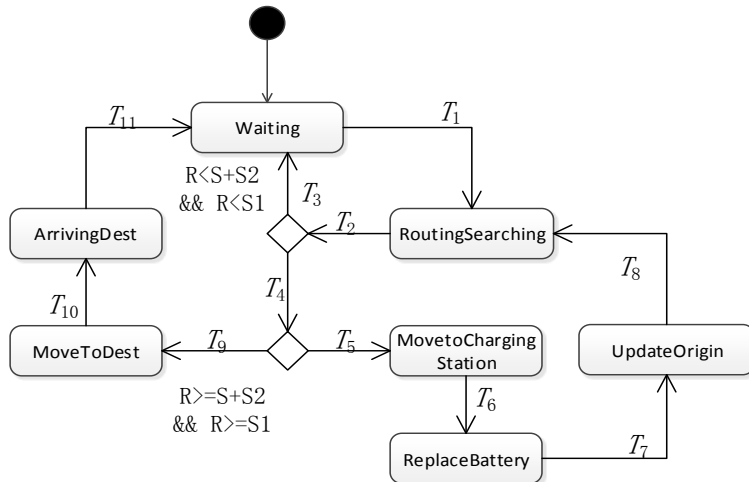 T11
T1
Waiting
R<S+S2
&& R<S1
T3
ArrivingDest
T2
RoutingSearching
T4
T8
T10
MoveToDest
T9
T5
MovetoCharging
Station
UpdateOrigin
R>=S+S2
&& R>=S1
T6
ReplaceBattery
T7